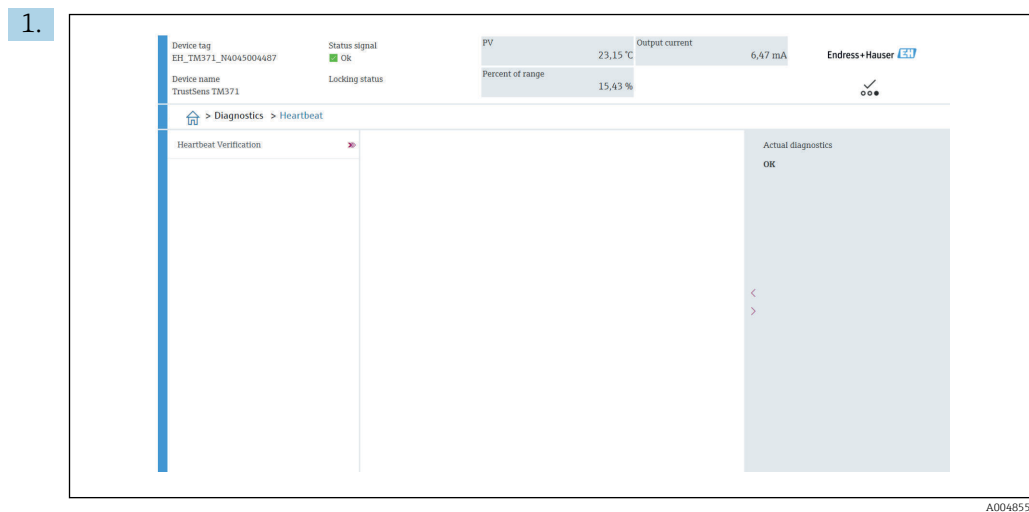 1.
Device tag
EH_TM371_N4045004487
Status signal
Ok
PV
23,15 °C
Output current
6,47 mA
Endress+Hauser EH
Device name
TrustSens TM371
Locking status
Percent of range
15,43 %
> Diagnostics > Heartbeat
Heartbeat Verification
Actual diagnostics
OK
A004855